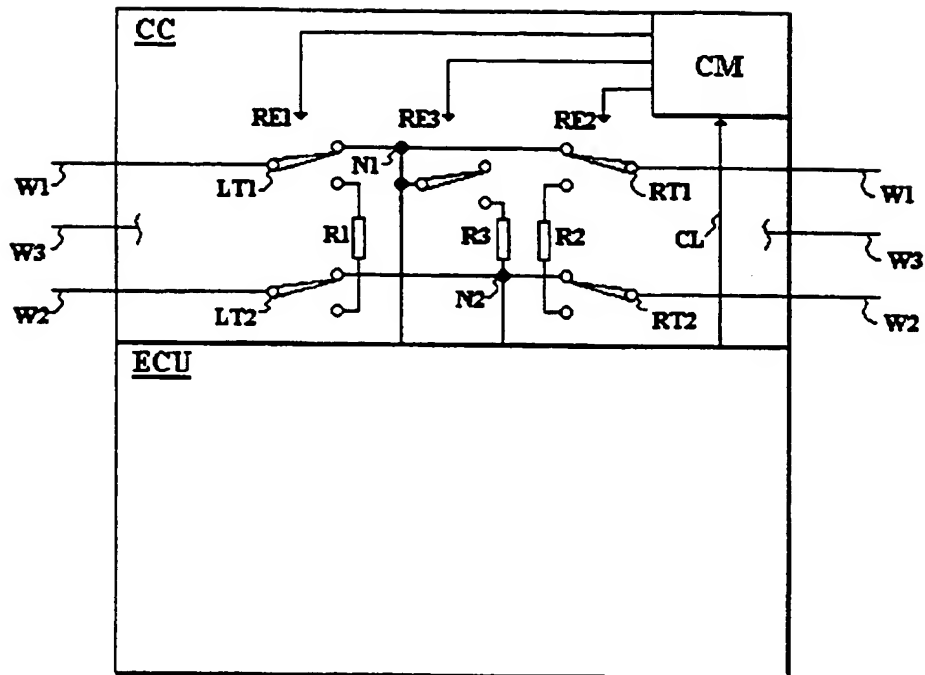 CC
CM
RE1 RE3 RE2
N1
W1 LT1 RT1 W1
W3 R1 R3 R2 CL W3
N2
W2 LT2 RT2 W2
ECU